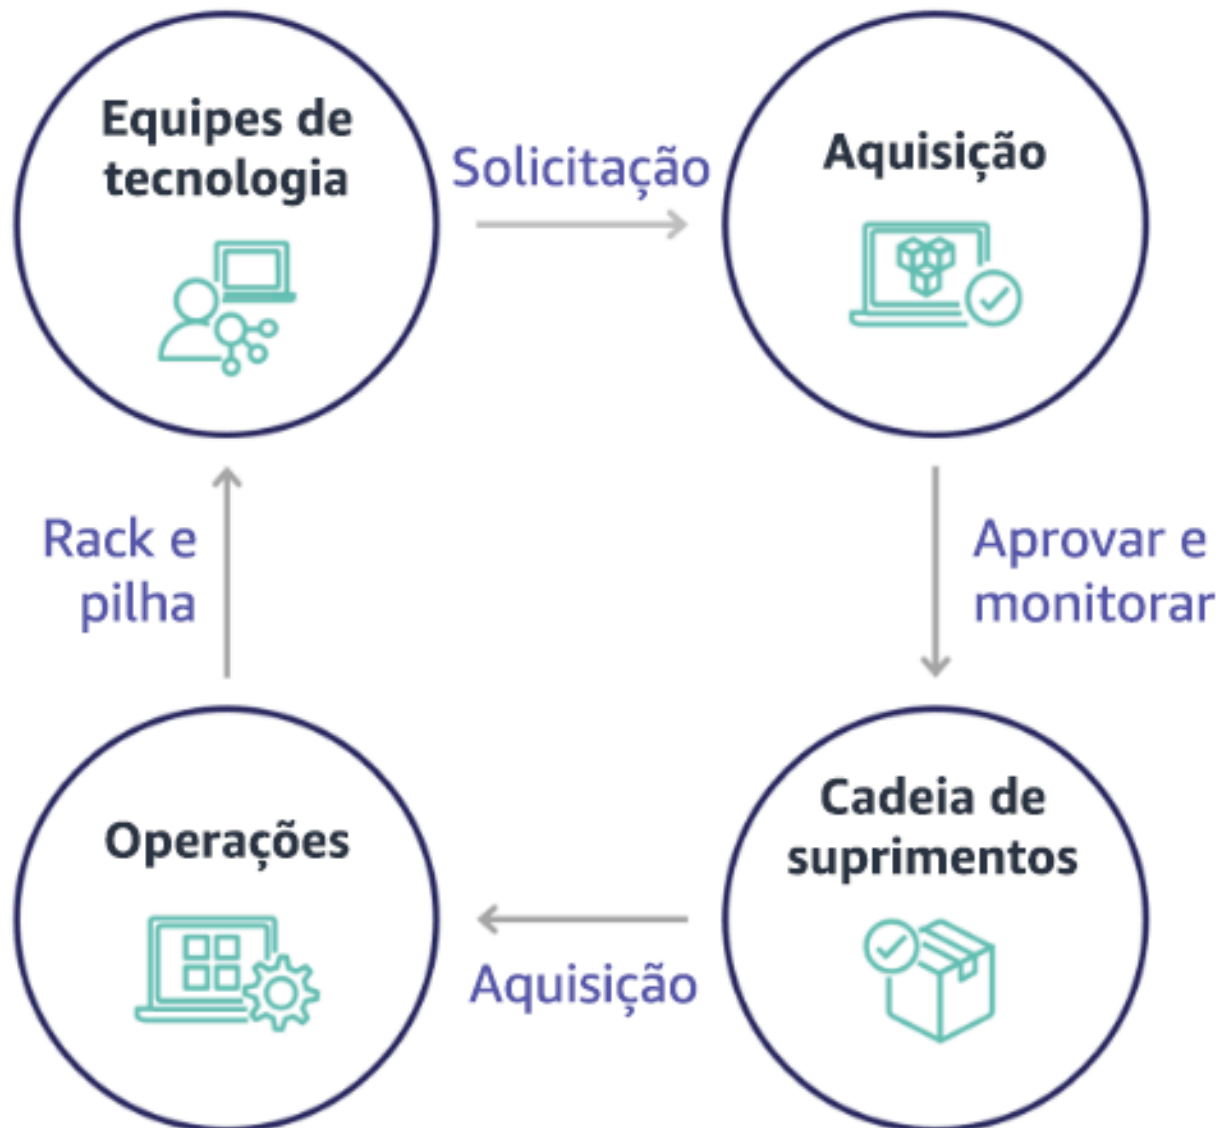 Equipes de
tecnologia
Solicitação
Aquisição
Rack e
pilha
Aprovar e
monitorar
Operações
Aquisição
Cadeia de
suprimentos